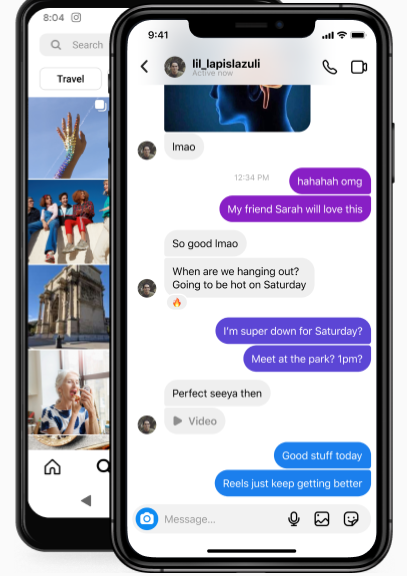 8:04
Search
Travel
9:41
lil_lapislazuli
Active now
lmao
12:34 PM
hahahah omg
My friend Sarah will love this
So good lmao
When are we hanging out?
Going to be hot on Saturday
I'm super down for Saturday?
Meet at the park? 1pm?
Perfect seeya then
Video
Good stuff today
Reels just keep getting better
Message...